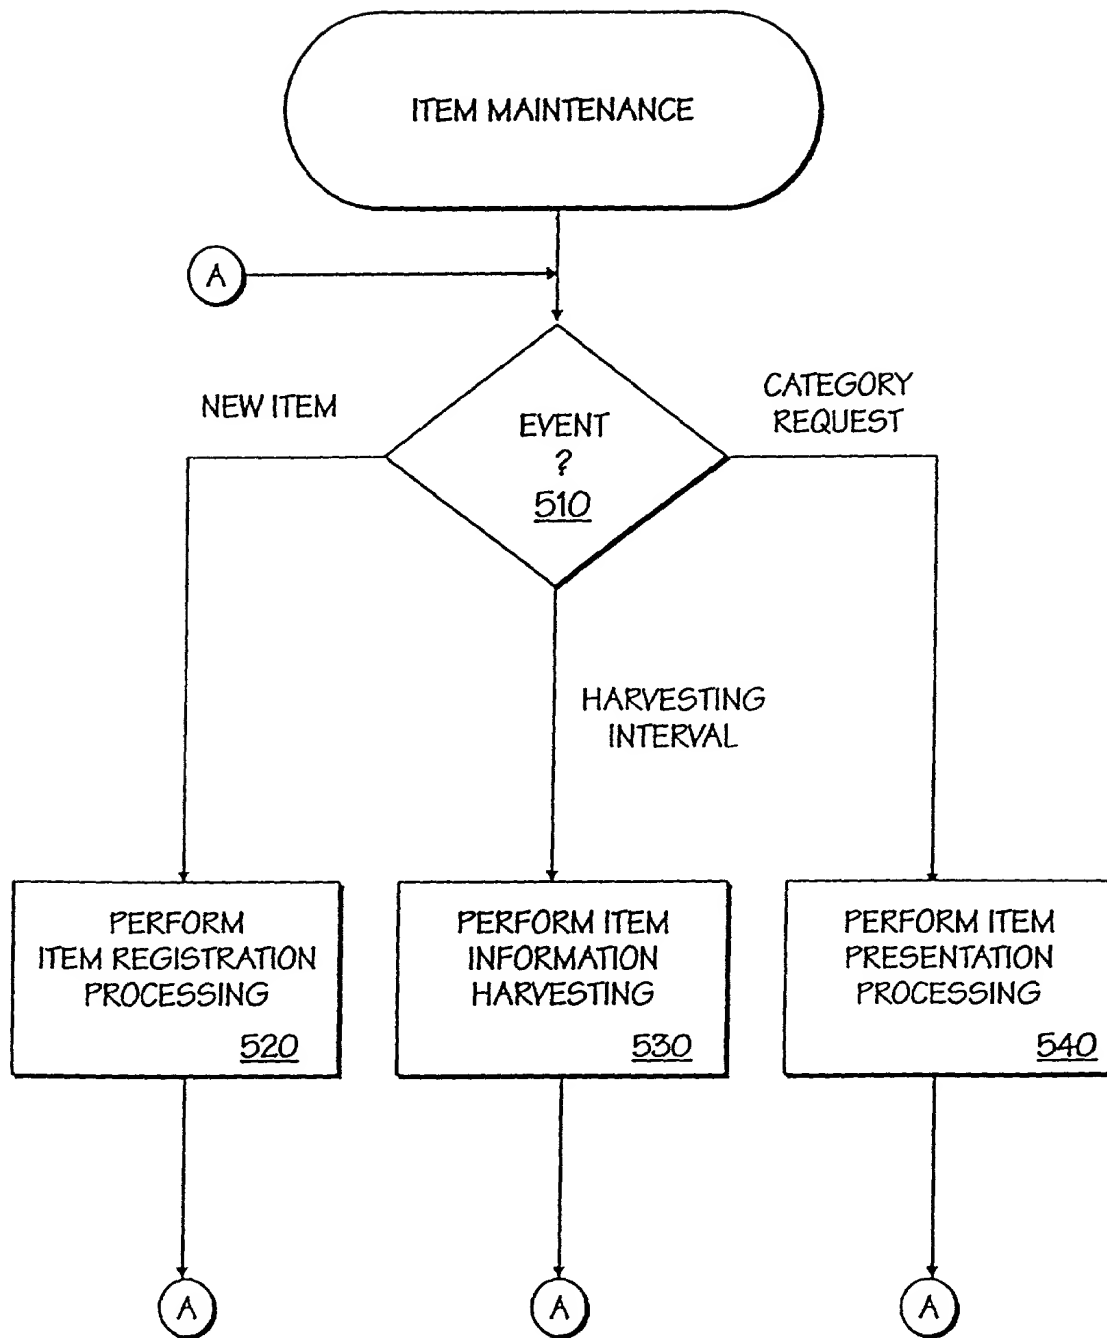 ITEM MAINTENANCE
A
NEW ITEM
EVENT
?
510
CATEGORY
REQUEST
HARVESTING
INTERVAL
PERFORM
ITEM REGISTRATION
PROCESSING
520
PERFORM ITEM
INFORMATION
HARVESTING
530
PERFORM ITEM
PRESENTATION
PROCESSING
540
A
A
A